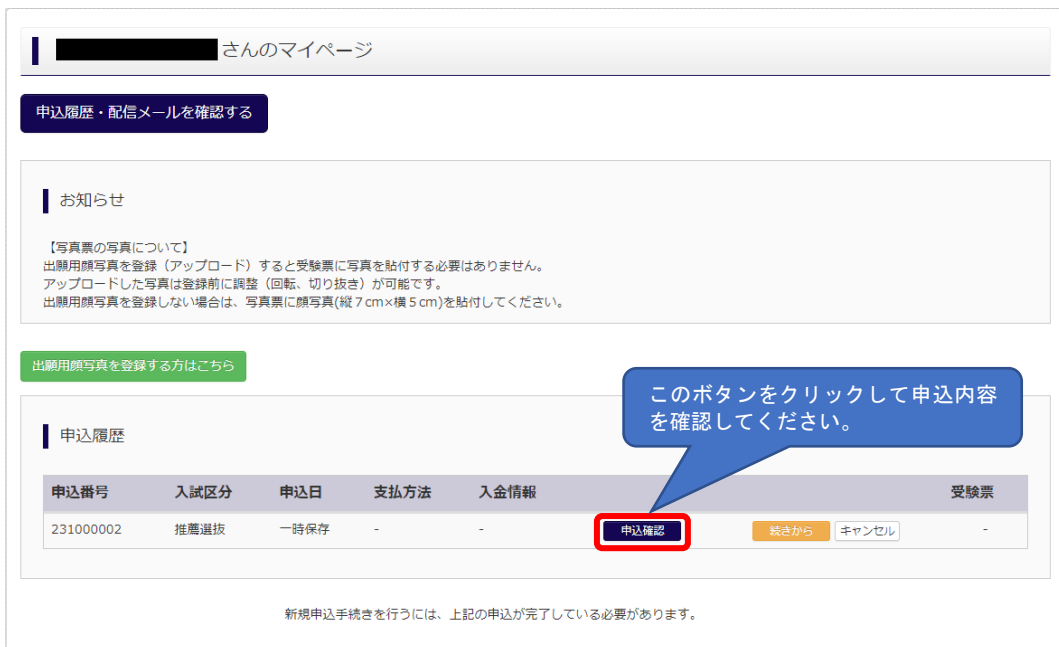 さんのマイページ
申込履歴・配信メールを確認する
お知らせ
【写真票の写真について】
出願用顔写真を登録（アップロード）すると受験票に写真を貼付する必要はありません。
アップロードした写真は登録前に調整（回転、切り抜き）が可能です。
出願用顔写真を登録しない場合は、写真票に顔写真(縦７cm×横５cm)を貼付してください。
出願用顔写真を登録する方はこちら
このボタンをクリックして申込内容
を確認してください。
申込履歴
申込番号 入試区分 申込日 支払方法 入金情報 受験票
231000002 推薦選抜 一時保存 - - 申込確認 続きから キャンセル -
新規申込手続きを行うには、上記の申込が完了している必要があります。